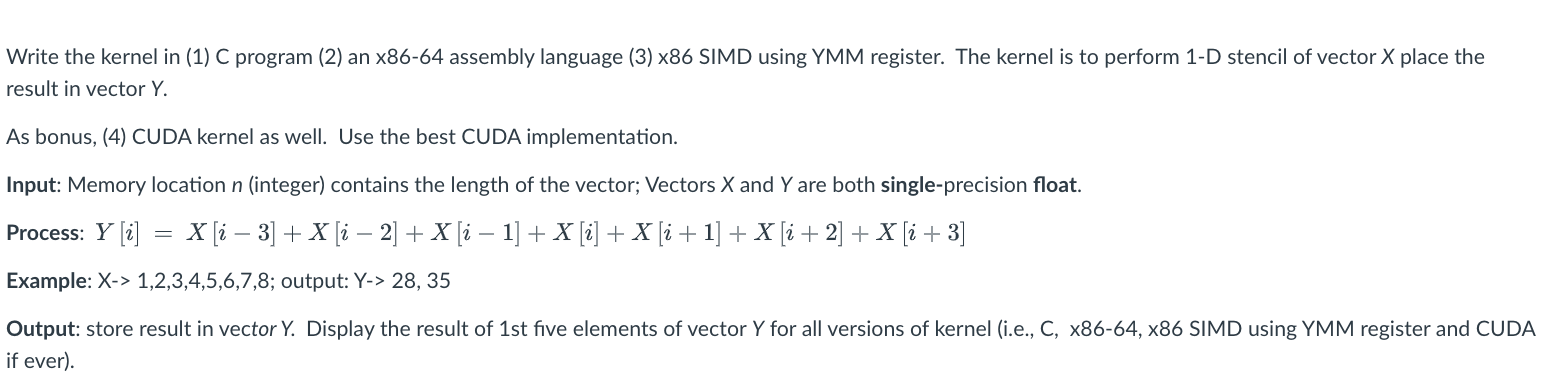 Write the kernel in (1) C program (2) an x86-64 assembly language (3) x86 SIMD using YMM register.  The kernel is to perform 1-D stencil of vector X place the
result in vector Y.
As bonus, (4) CUDA kernel as well.  Use the best CUDA implementation.
Input: Memory location n (integer) contains the length of the vector; Vectors X and Y are both single-precision float.
Process: Y [i] = X [i − 3] + X [i − 2] + X [i − 1] + X [i] + X [i + 1] + X [i + 2] + X [i + 3]
Example: X-> 1,2,3,4,5,6,7,8; output: Y-> 28, 35
Output: store result in vector Y.  Display the result of 1st five elements of vector Y for all versions of kernel (i.e., C,  x86-64, x86 SIMD using YMM register and CUDA
if ever).